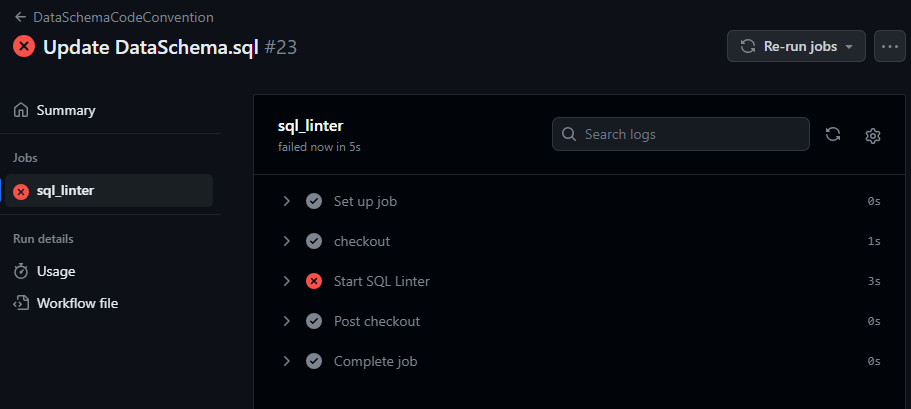 DataSchemaCodeConvention
Update DataSchema.sql #23
Re-run jobs
Summary
Jobs
sql_linter
Run details
Usage
Workflow file
sql_linter
failed now in 5s
Search logs
Set up job 0s
checkout 1s
Start SQL Linter 3s
Post checkout 0s
Complete job 0s